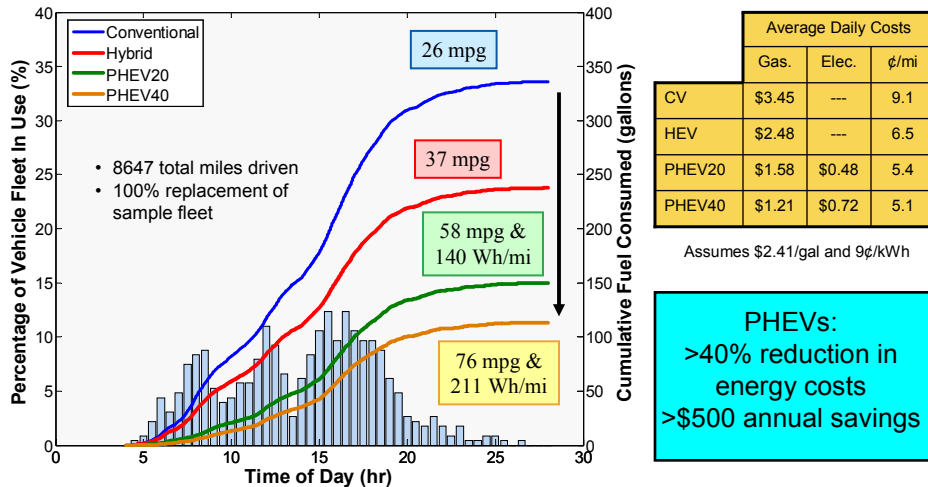 40
35
30
25
20
15
10
5
0
Percentage of Vehicle Fleet In Use (%)
Conventional
Hybrid
PHEV20
PHEV40
• 8647 total miles driven
• 100% replacement of
sample fleet
26 mpg
37 mpg
58 mpg &
140 Wh/mi
76 mpg &
211 Wh/mi
400
350
300
250
200
150
100
50
0
Cumulative Fuel Consumed (gallons)
0 5 10 15 20 25 30
Time of Day (hr)
Average Daily Costs
Gas. Elec. ¢/mi
CV $3.45 --- 9.1
HEV $2.48 --- 6.5
PHEV20 $1.58 $0.48 5.4
PHEV40 $1.21 $0.72 5.1
Assumes $2.41/gal and 9¢/kWh
PHEVs:
>40% reduction in
energy costs
>$500 annual savings